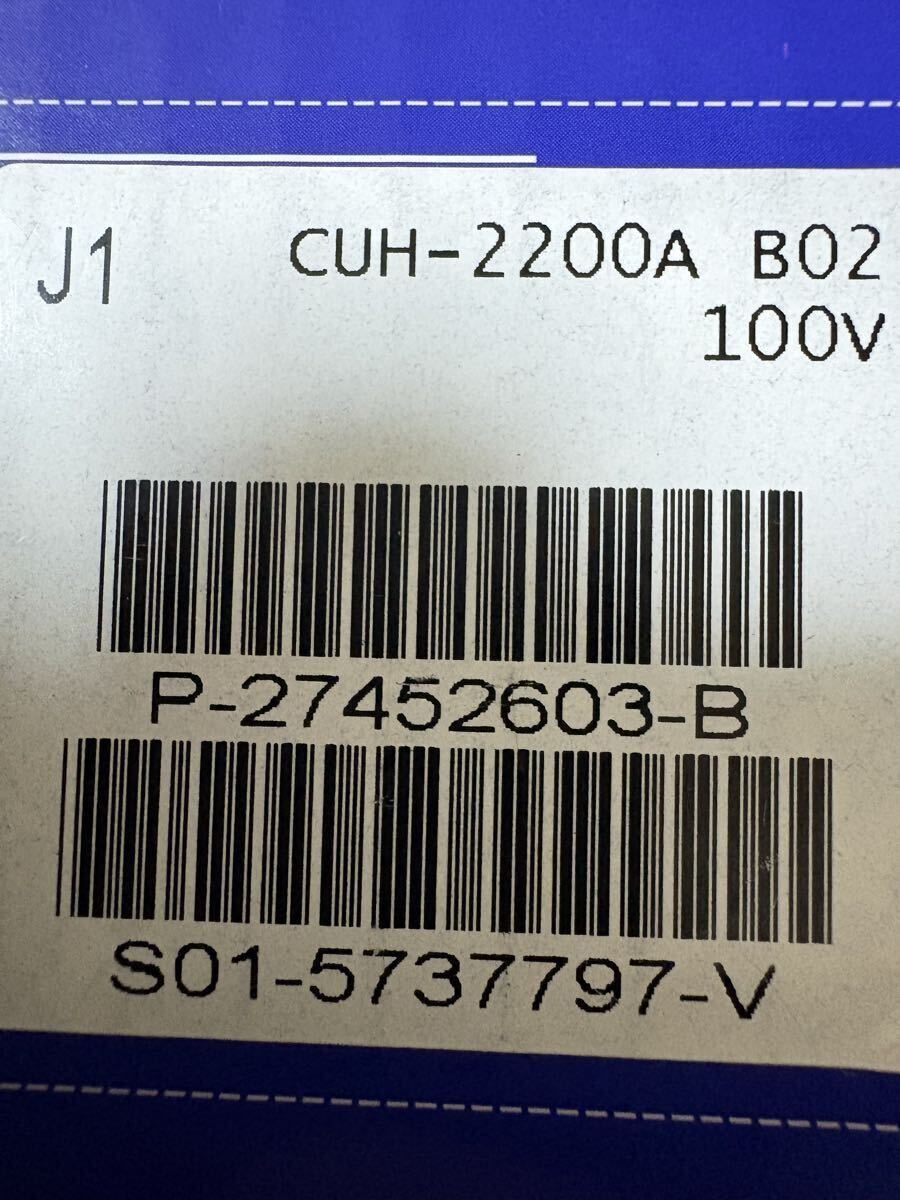 J1 CUH-2200A B02
100V
P-27452603-B
S01-5737797-V